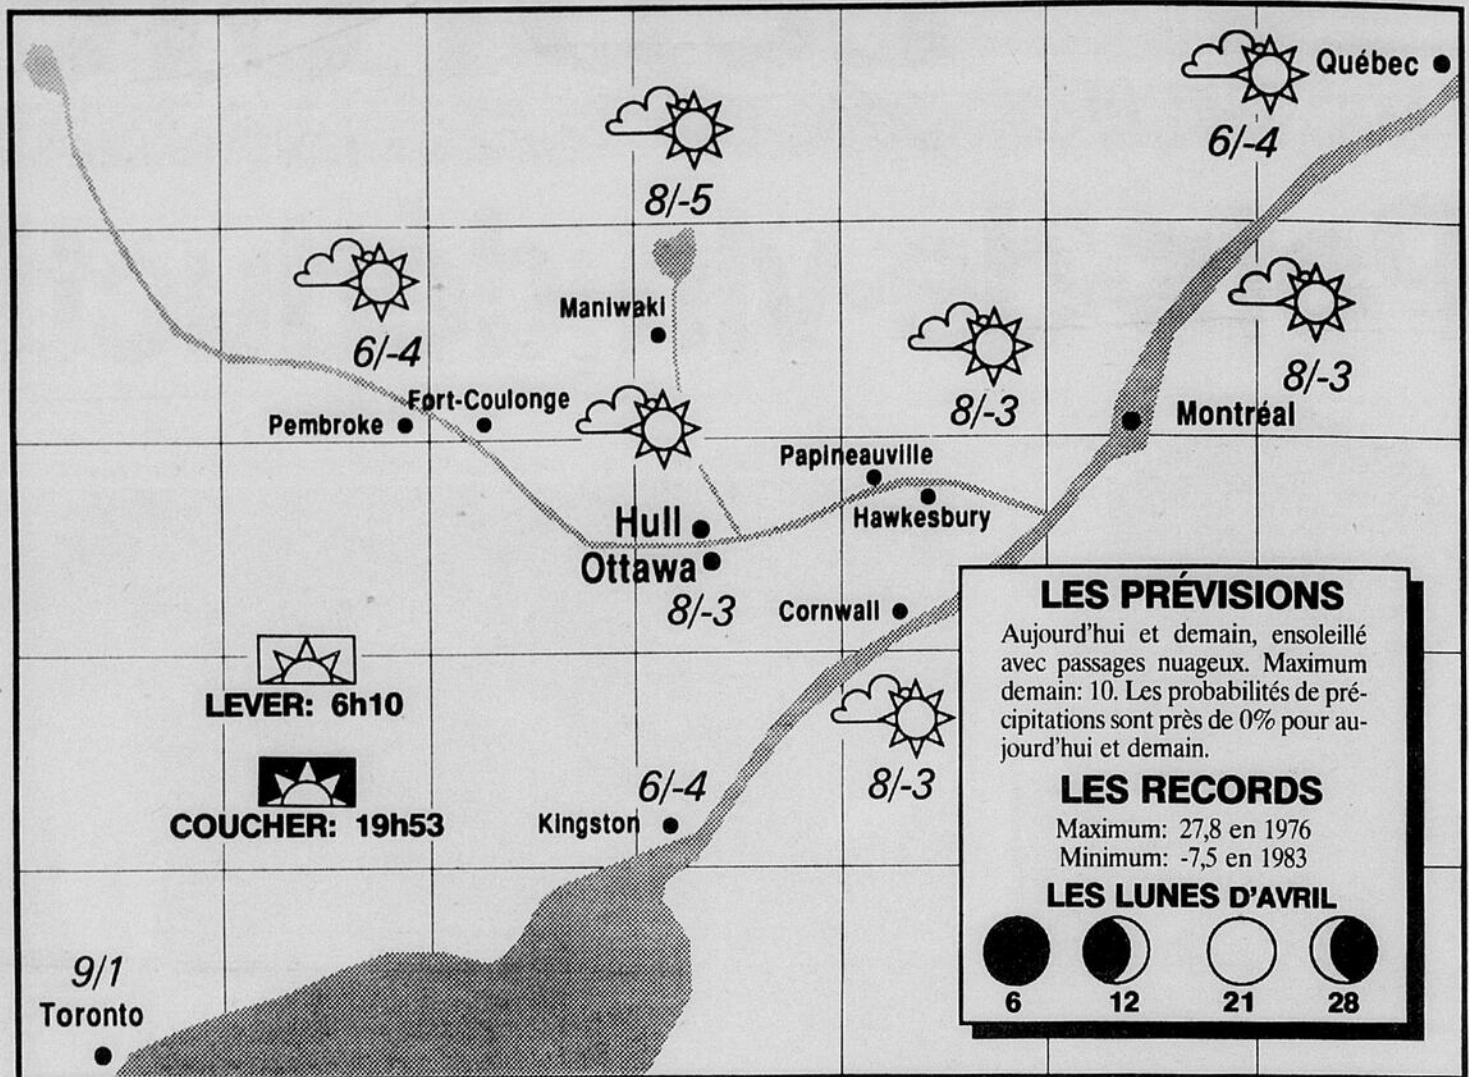 Québec
6/-4
8/-5
6/-4
Maniwaki
8/-3
8/-3
Fort-Coulonge
Pembroke
Montréal
Papineauville
Hawkesbury
Hull
Ottawa
8/-3
Cornwall
LEVER: 6h10
COUCHER: 19h53
6/-4
Kingston
8/-3
9/1
Toronto
LES PRÉVISIONS
Aujourd'hui et demain, ensoleillé
avec passages nuageux. Maximum
demain: 10. Les probabilités de pré-
cipitations sont près de 0% pour au-
jourd'hui et demain.
LES RECORDS
Maximum: 27,8 en 1976
Minimum: -7,5 en 1983
LES LUNES D'AVRIL
6 12 21 28